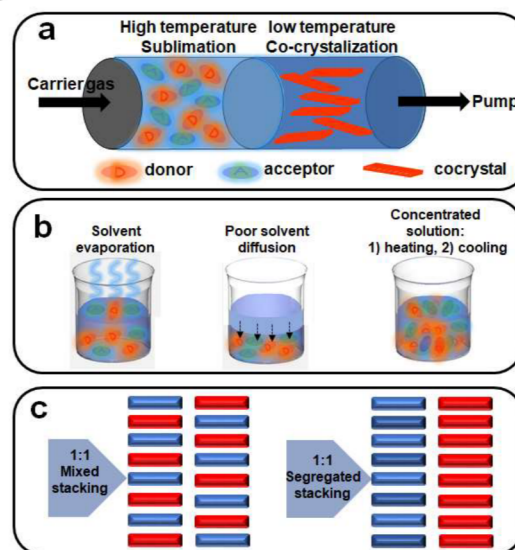 a
High temperature
Sublimation
low temperature
Co-crystalization
Carrier gas
Pump
D donor
A acceptor
cocrystal
b
Solvent
evaporation
Poor solvent
diffusion
Concentrated
solution:
1) heating, 2) cooling
c
1:1
Mixed
stacking
1:1
Segregated
stacking